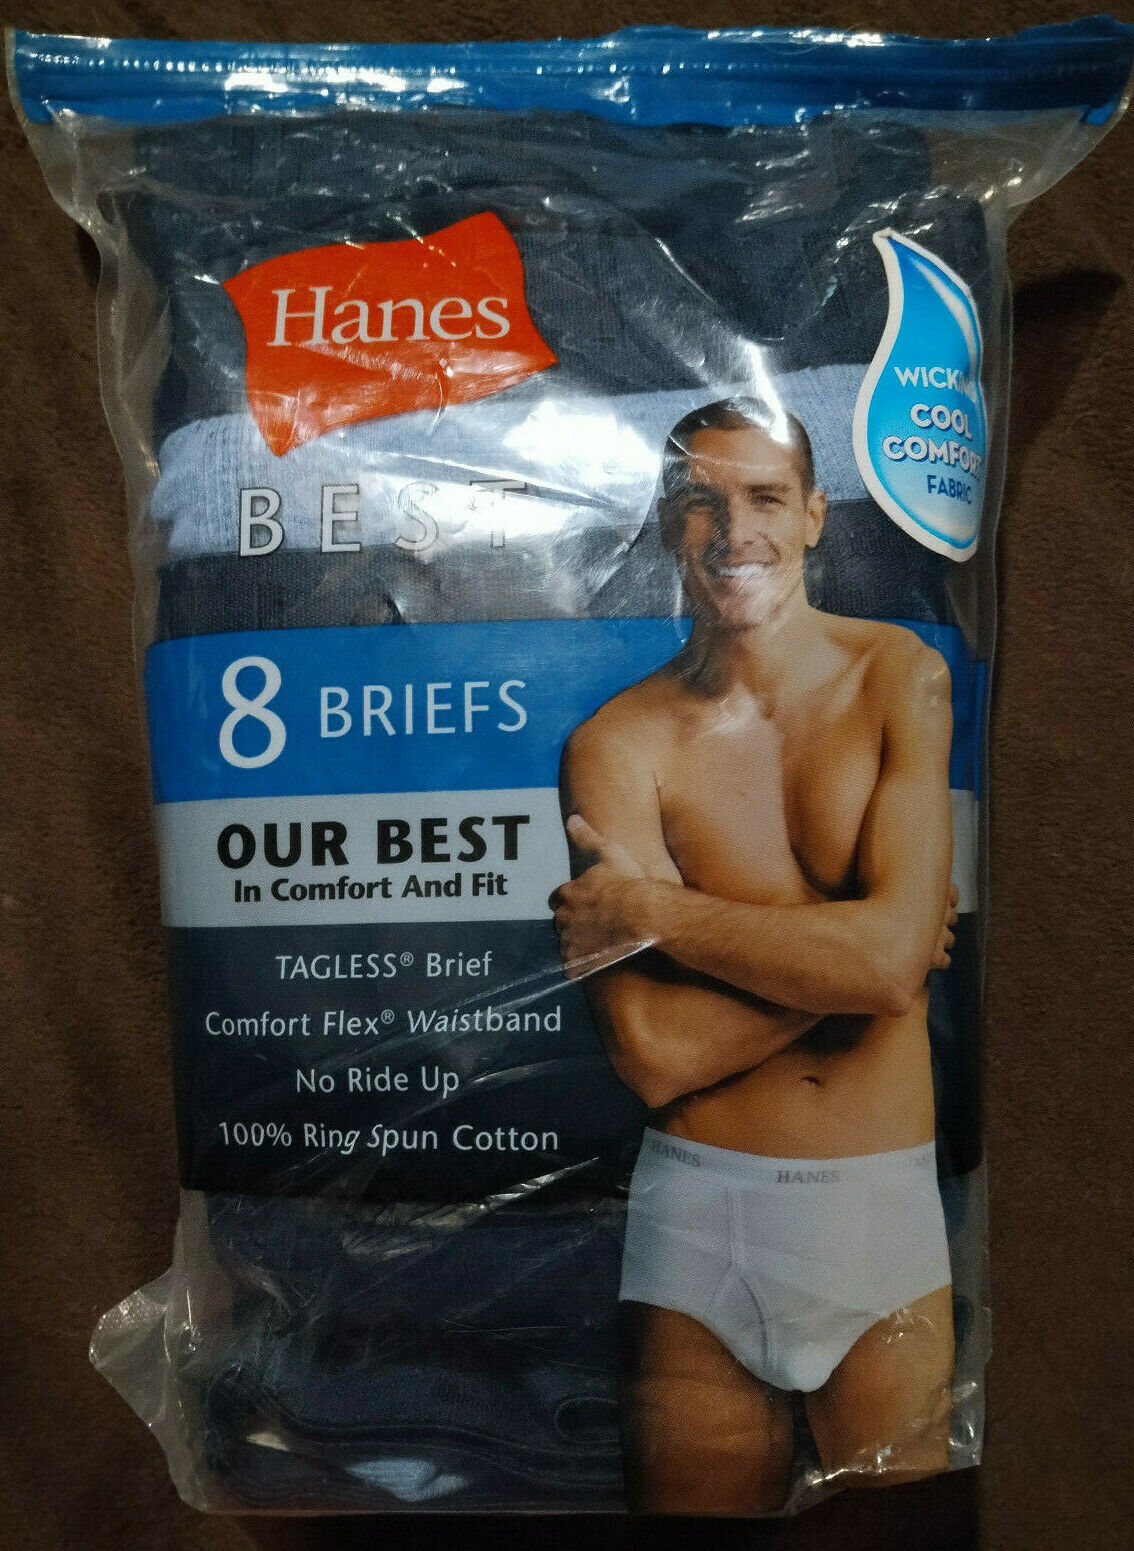 Hanes
BEST
WICKING
COOL
COMFORT
FABRIC
8 BRIEFS
OUR BEST
In Comfort And Fit
TAGLESS® Brief
Comfort Flex® Waistband
No Ride Up
100% Ring Spun Cotton
HANES HANES